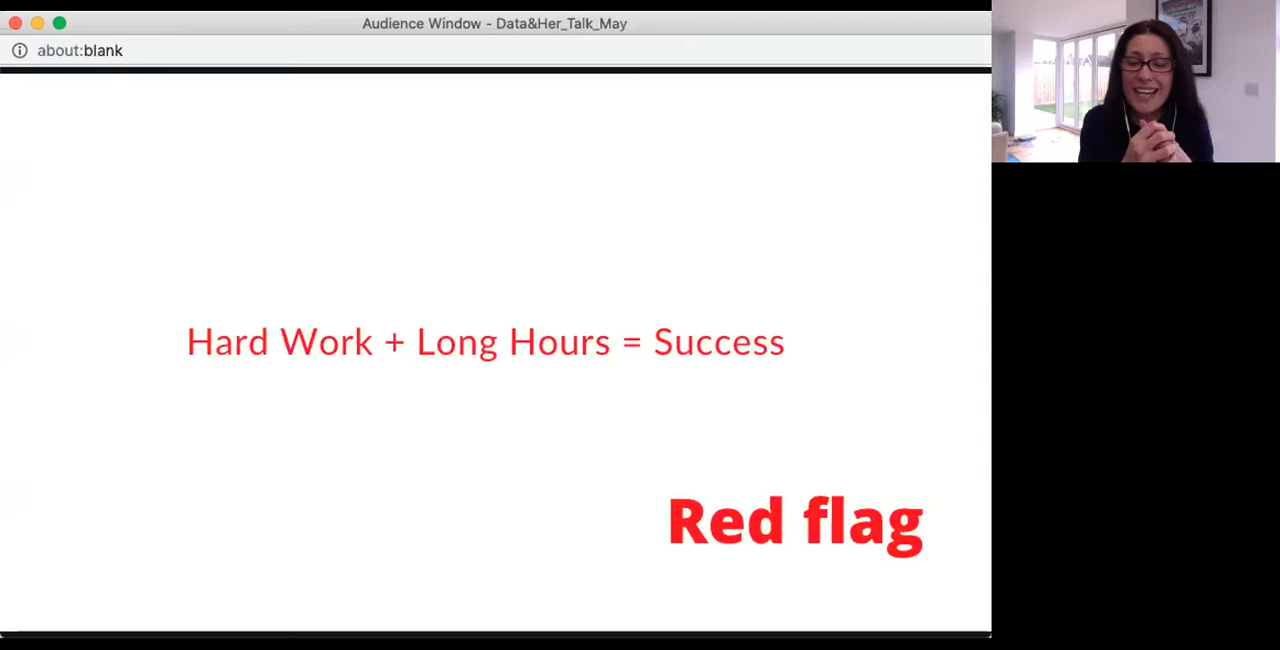 Audience Window - Data&Her_Talk_May
about:blank
Hard Work + Long Hours = Success
Red flag